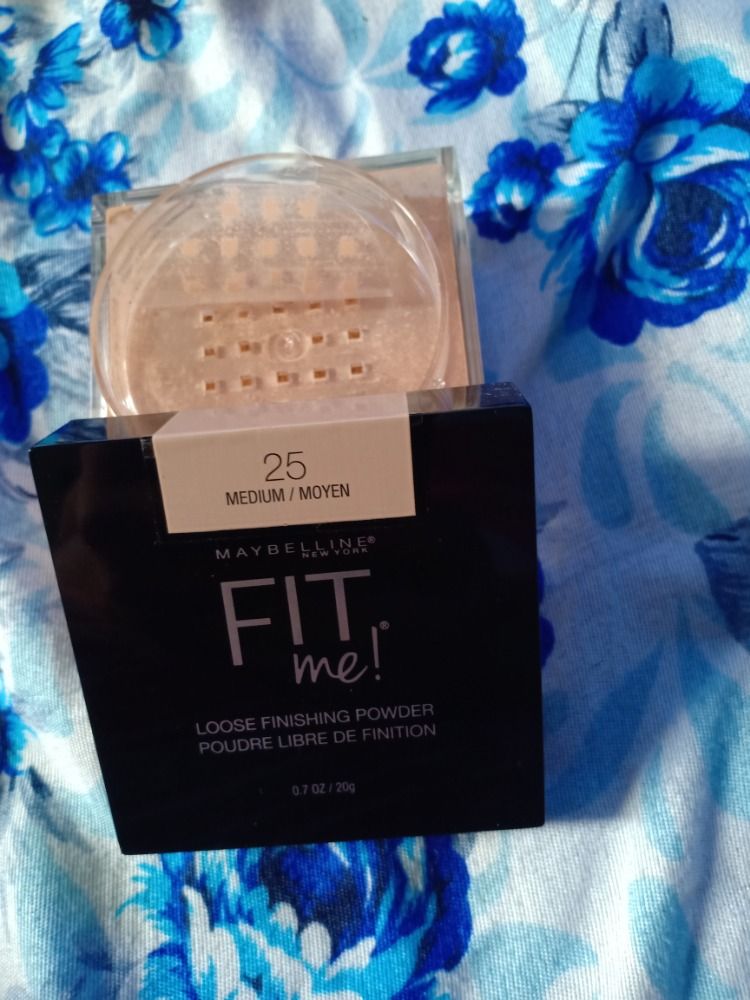 25
MEDIUM / MOYEN
MAYBELLINE®
NEW YORK
FIT
me!®
LOOSE FINISHING POWDER
POUDRE LIBRE DE FINITION
0.7 OZ / 20g